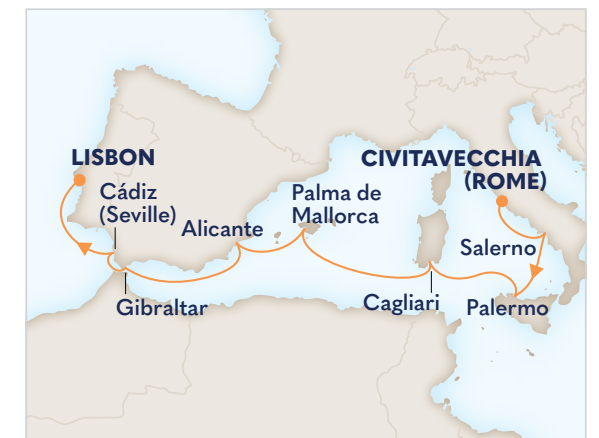 LISBON
CIVITAVECCHIA
(ROME)
Cádiz
(Seville)
Palma de
Mallorca
Alicante
Salerno
Gibraltar
Cagliari
Palermo